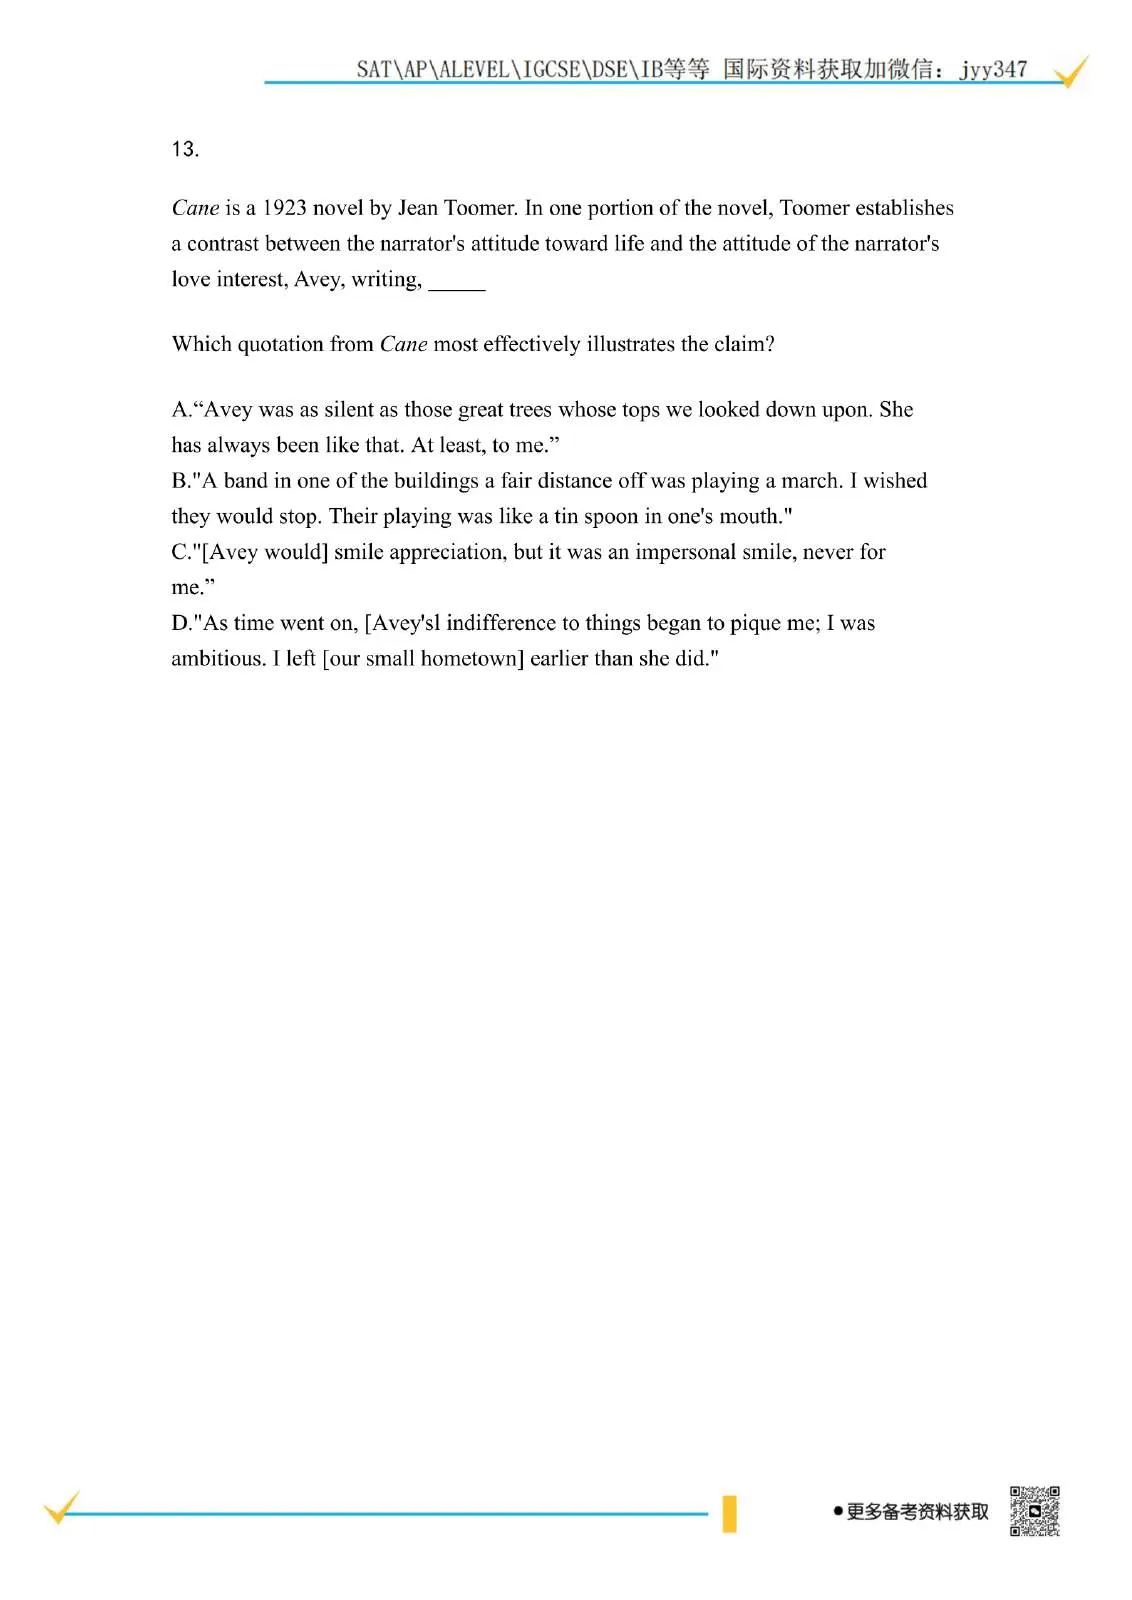 SAT\AP\ALEVEL\IGCSE\DSE\IB等等 国际资料获取加微信：jyy347
13.
Cane is a 1923 novel by Jean Toomer. In one portion of the novel, Toomer establishes
a contrast between the narrator's attitude toward life and the attitude of the narrator's
love interest, Avey, writing, _____
Which quotation from Cane most effectively illustrates the claim?
A.“Avey was as silent as those great trees whose tops we looked down upon. She
has always been like that. At least, to me.”
B."A band in one of the buildings a fair distance off was playing a march. I wished
they would stop. Their playing was like a tin spoon in one's mouth."
C."[Avey would] smile appreciation, but it was an impersonal smile, never for
me.”
D."As time went on, [Avey'sl indifference to things began to pique me; I was
ambitious. I left [our small hometown] earlier than she did."
●更多备考资料获取